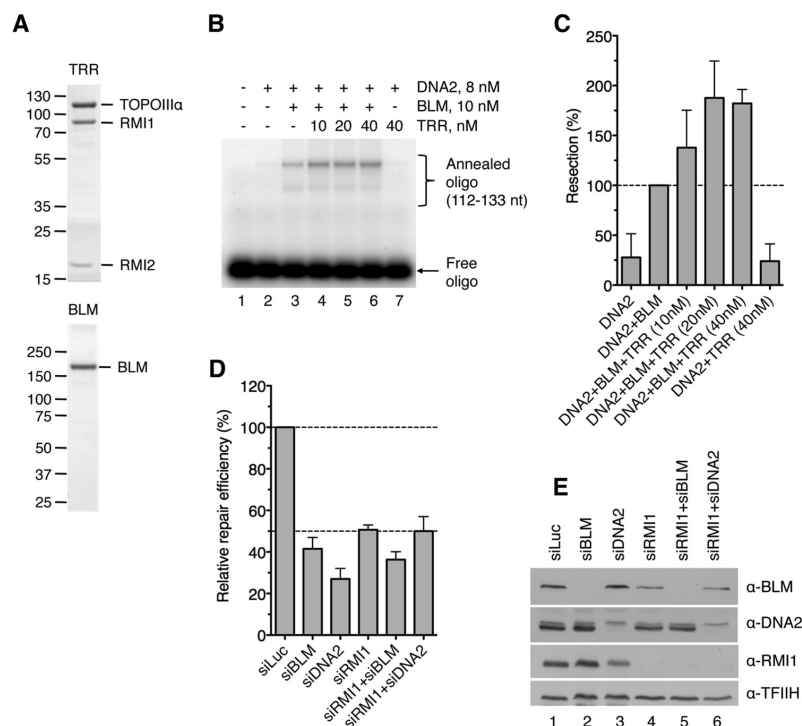 A
TRR
130
100
70
55
35
25
15
TOPOIIIα
RMI1
RMI2
BLM
250
150
100
75
50
37
25
BLM
B
- + + + + + + DNA2, 8 nM
- - + + + + - BLM, 10 nM
- - - 10 20 40 40 TRR, nM
Annealed
oligo
(112-133 nt)
Free
oligo
1 2 3 4 5 6 7
C
Resection (%)
250
200
150
100
50
0
DNA2
DNA2+BLM
DNA2+BLM+TRR (10nM)
DNA2+BLM+TRR (20nM)
DNA2+BLM+TRR (40nM)
DNA2+TRR (40nM)
D
Relative repair efficiency (%)
120
100
80
60
40
20
0
siLuc
siBLM
siDNA2
siRMI1
siRMI1+siBLM
siRMI1+siDNA2
E
siLuc
siBLM
siDNA2
siRMI1
siRMI1+siBLM
siRMI1+siDNA2
α-BLM
α-DNA2
α-RMI1
α-TFIIH
1 2 3 4 5 6